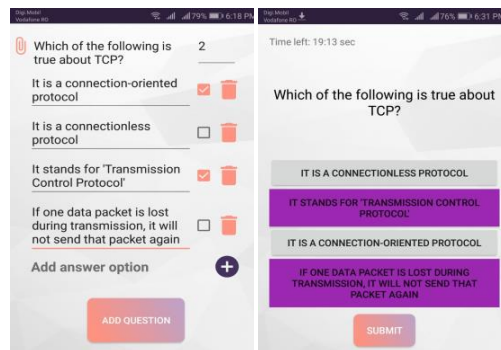 Digi Mobil
Vodafone RO
79% 6:18 PM
Which of the following is 2
true about TCP?
It is a connection-oriented
protocol
It is a connectionless
protocol
It stands for 'Transmission
Control Protocol'
If one data packet is lost
during transmission, it will
not send that packet again
Add answer option
ADD QUESTION
Digi Mobil
Vodafone RO
76% 6:31 PM
Time left: 19:13 sec
Which of the following is true about
TCP?
IT IS A CONNECTIONLESS PROTOCOL
IT STANDS FOR 'TRANSMISSION CONTROL
PROTOCOL'
IT IS A CONNECTION-ORIENTED PROTOCOL
IF ONE DATA PACKET IS LOST DURING
TRANSMISSION, IT WILL NOT SEND THAT
PACKET AGAIN
SUBMIT